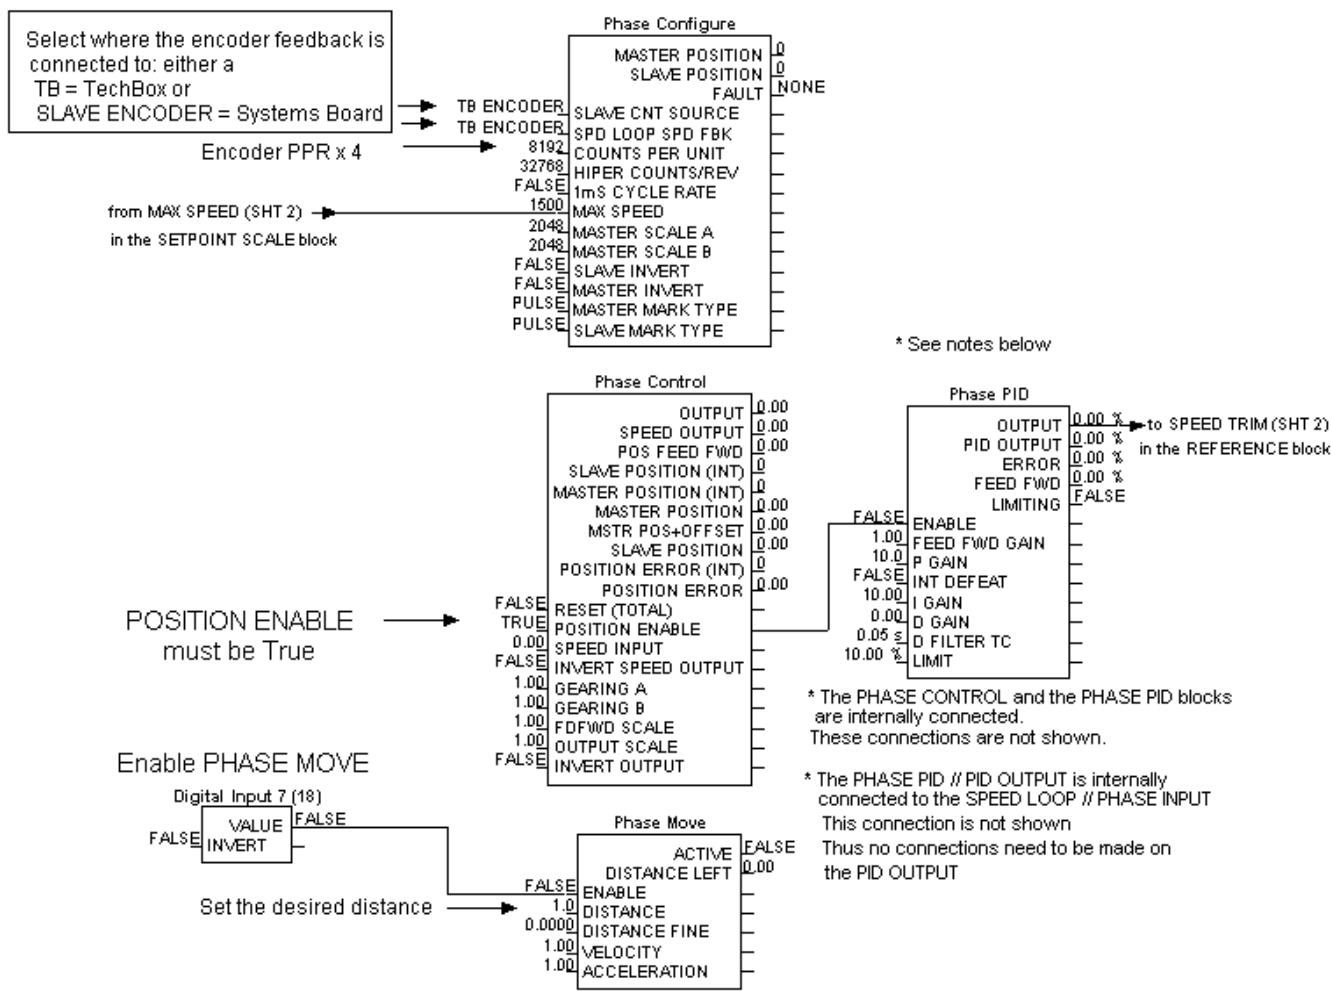 Select where the encoder feedback is
connected to: either a
TB = TechBox or
SLAVE ENCODER = Systems Board
Encoder PPR x 4
from MAX SPEED (SHT 2)
in the SETPOINT SCALE block
Phase Configure
MASTER POSITION 0
SLAVE POSITION 0
FAULT NONE
TB ENCODER SLAVE CNT SOURCE
TB ENCODER SPD LOOP SPD FBK
8192 COUNTS PER UNIT
32768 HIPER COUNTS/REV
FALSE 1mS CYCLE RATE
1500 MAX SPEED
2048 MASTER SCALE A
2048 MASTER SCALE B
FALSE SLAVE INVERT
FALSE MASTER INVERT
PULSE MASTER MARK TYPE
PULSE SLAVE MARK TYPE
* See notes below
Phase Control
OUTPUT 0.00
SPEED OUTPUT 0.00
POS FEED FWD 0.00
SLAVE POSITION (INT) 0
MASTER POSITION (INT) 0
MASTER POSITION 0.00
MSTR POS+OFFSET 0.00
SLAVE POSITION 0.00
POSITION ERROR (INT) 0
POSITION ERROR 0.00
FALSE RESET (TOTAL)
TRUE POSITION ENABLE
0.00 SPEED INPUT
FALSE INVERT SPEED OUTPUT
1.00 GEARING A
1.00 GEARING B
1.00 FDFWD SCALE
1.00 OUTPUT SCALE
FALSE INVERT OUTPUT
POSITION ENABLE
must be True
Phase PID
OUTPUT 0.00 %
PID OUTPUT 0.00 %
ERROR 0.00 %
FEED FWD 0.00 %
LIMITING FALSE
FALSE ENABLE
1.00 FEED FWD GAIN
10.0 P GAIN
FALSE INT DEFEAT
10.00 I GAIN
0.00 D GAIN
0.05 s D FILTER TC
10.00 % LIMIT
to SPEED TRIM (SHT 2)
in the REFERENCE block
* The PHASE CONTROL and the PHASE PID blocks
are internally connected.
These connections are not shown.
* The PHASE PID // PID OUTPUT is internally
connected to the SPEED LOOP // PHASE INPUT
This connection is not shown
Thus no connections need to be made on
the PID OUTPUT
Enable PHASE MOVE
Digital Input 7 (18)
VALUE FALSE
FALSE INVERT
Set the desired distance
Phase Move
ACTIVE FALSE
DISTANCE LEFT 0.00
FALSE ENABLE
1.0 DISTANCE
0.0000 DISTANCE FINE
1.00 VELOCITY
1.00 ACCELERATION